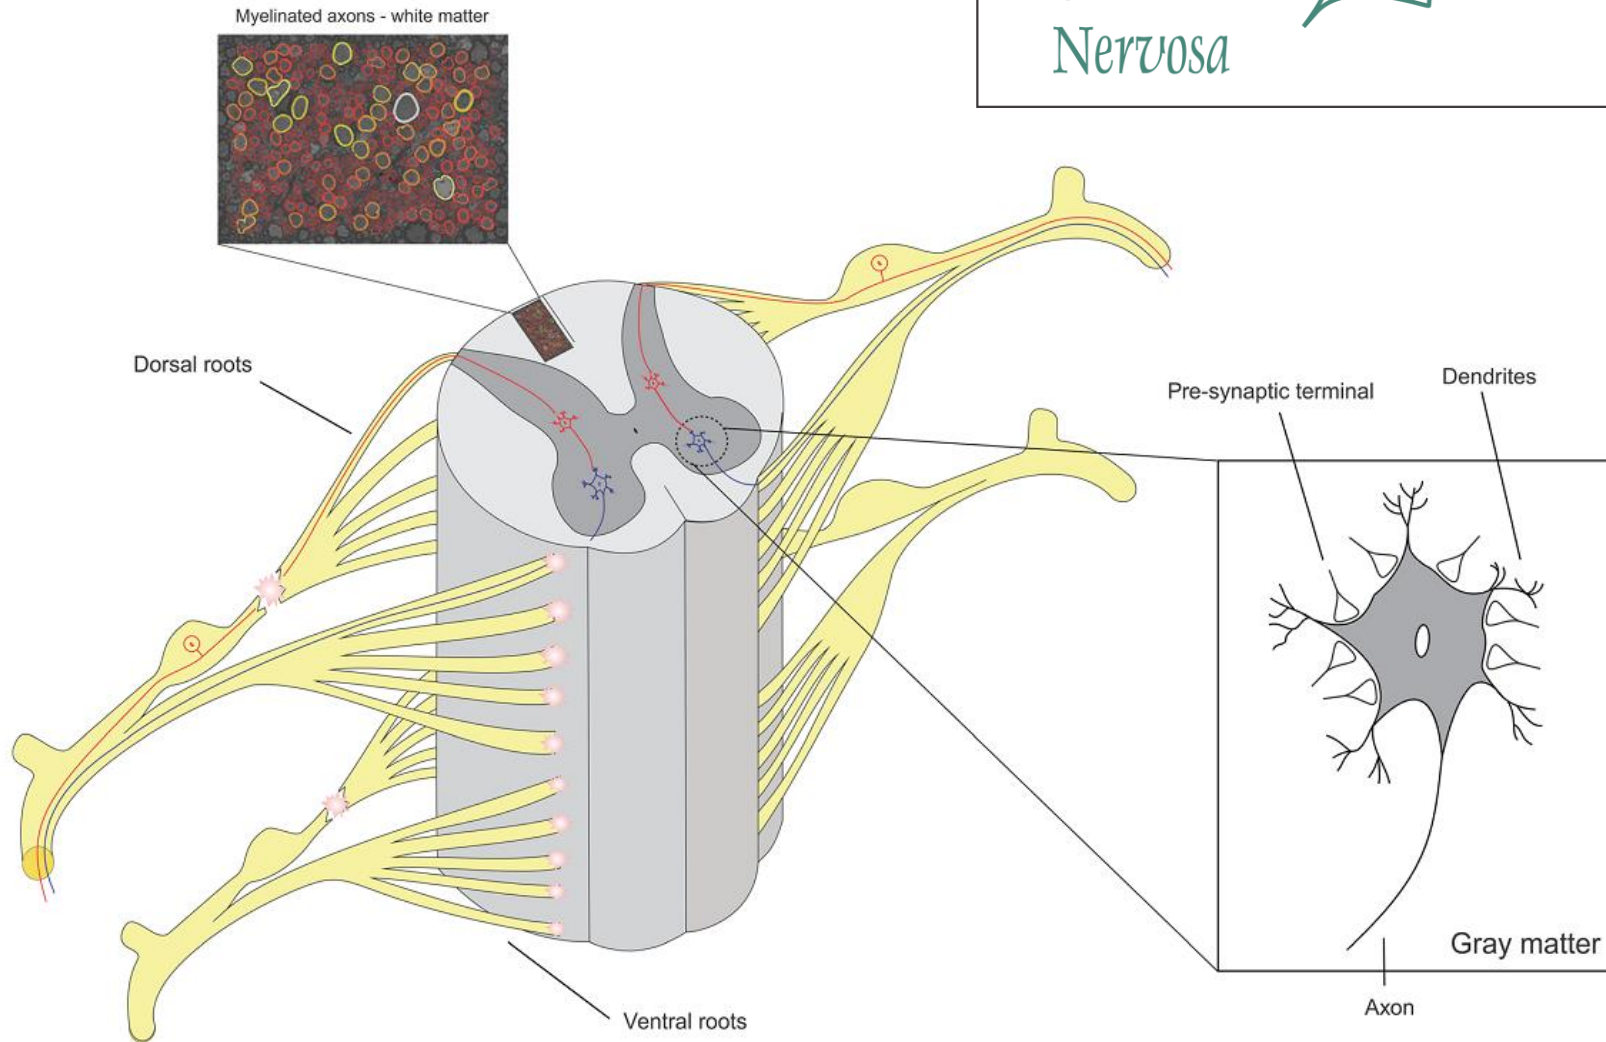 Myelinated axons - white matter
Nervosa
Dorsal roots
Pre-synaptic terminal
Dendrites
Gray matter
Axon
Ventral roots